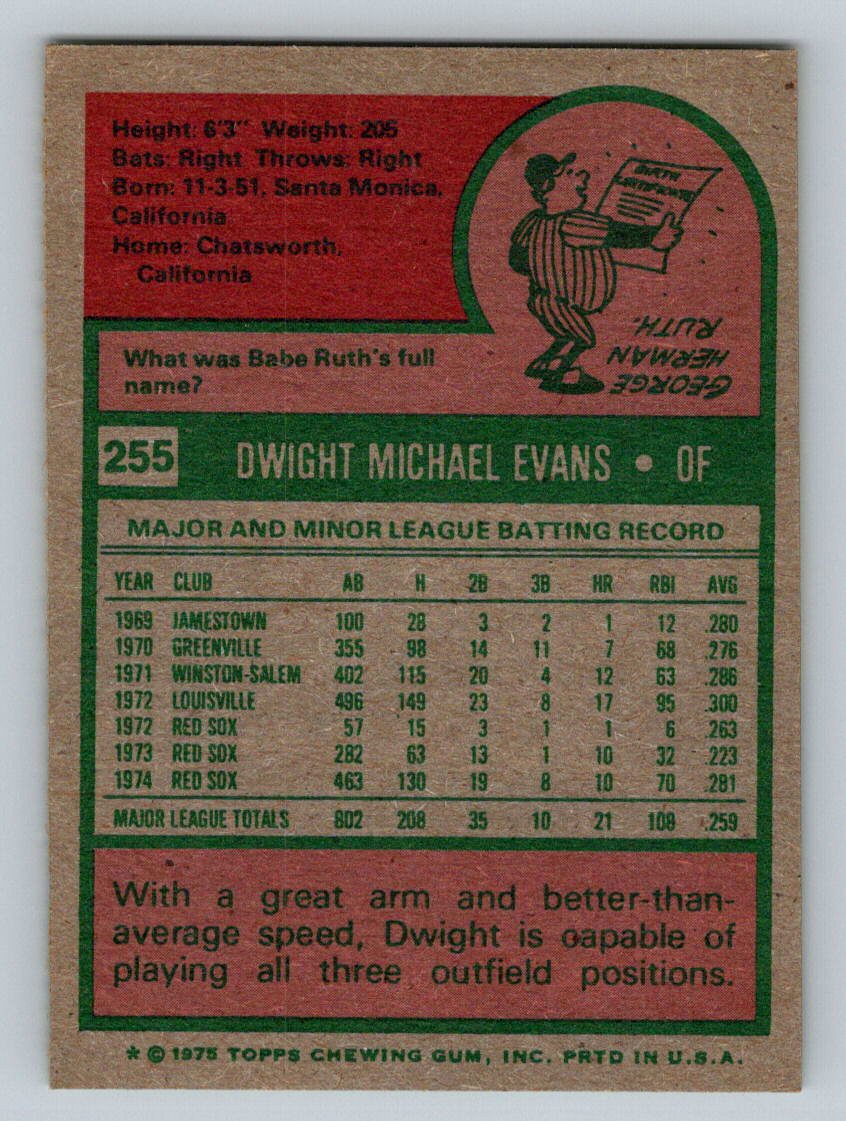 Height: 6'3" Weight: 205
Bats: Right Throws: Right
Born: 11-3-51, Santa Monica,
California
Home: Chatsworth,
California
BIRTH
CERTIFICATE
GEORGE
HERMAN
RUTH.
What was Babe Ruth's full
name?
255 DWIGHT MICHAEL EVANS • OF
MAJOR AND MINOR LEAGUE BATTING RECORD
YEAR CLUB AB H 2B 3B HR RBI AVG
1969 JAMESTOWN 100 28 3 2 1 12 .280
1970 GREENVILLE 355 98 14 11 7 68 .276
1971 WINSTON-SALEM 402 115 20 4 12 63 .286
1972 LOUISVILLE 496 149 23 8 17 95 .300
1972 RED SOX 57 15 3 1 1 6 .263
1973 RED SOX 282 63 13 1 10 32 .223
1974 RED SOX 463 130 19 8 10 70 .281
MAJOR LEAGUE TOTALS 802 208 35 10 21 108 .259
With a great arm and better-than-
average speed, Dwight is capable of
playing all three outfield positions.
* © 1975 TOPPS CHEWING GUM, INC. PRTD IN U.S.A.